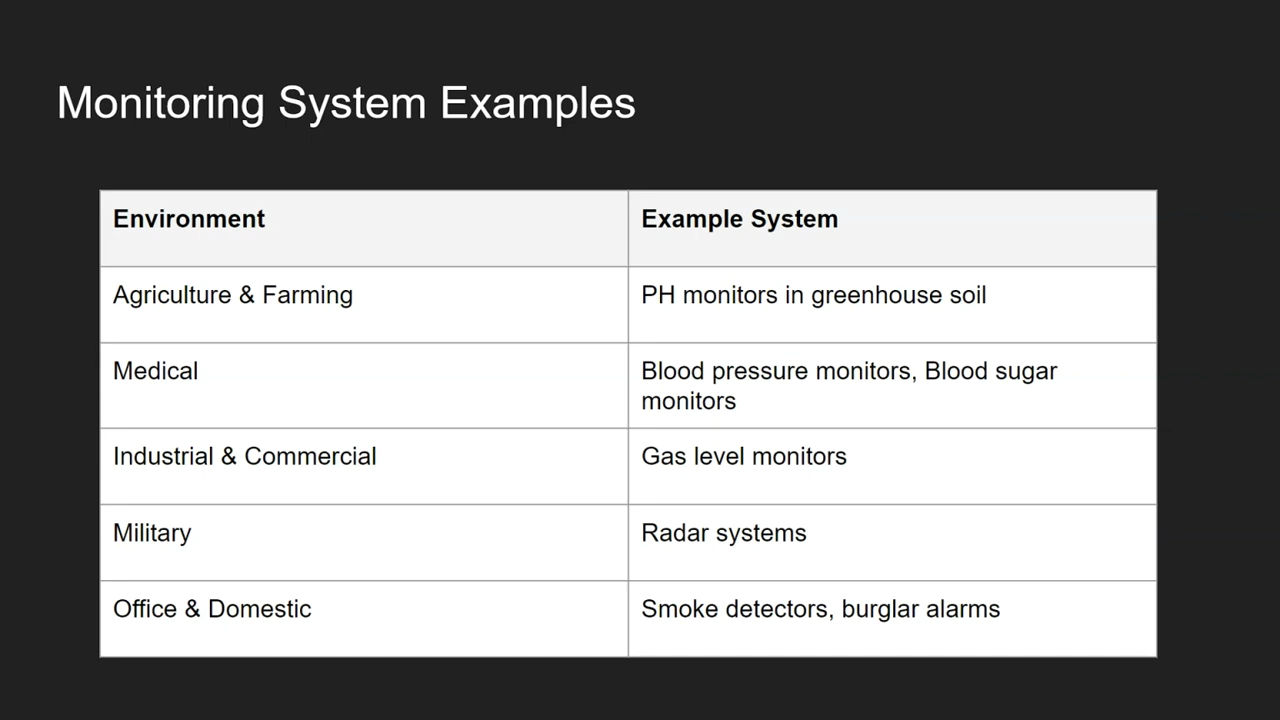 Monitoring System Examples
Environment
Example System
Agriculture & Farming
PH monitors in greenhouse soil
Medical
Blood pressure monitors, Blood sugar
monitors
Industrial & Commercial
Gas level monitors
Military
Radar systems
Office & Domestic
Smoke detectors, burglar alarms